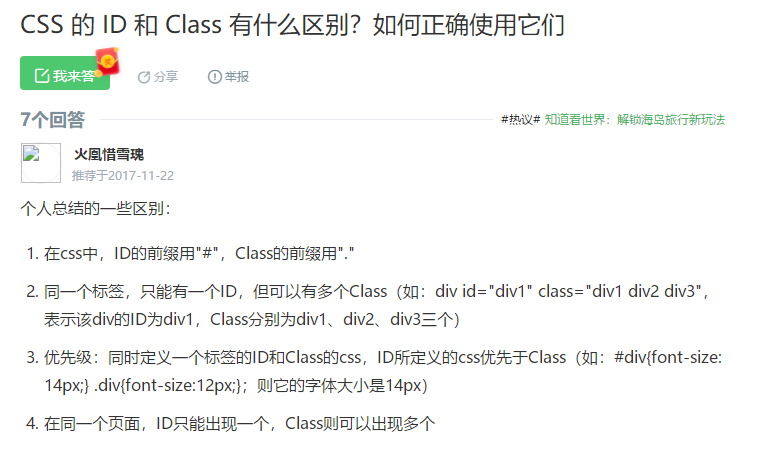 CSS 的 ID 和 Class 有什么区别？如何正确使用它们
我来答
分享
举报
7个回答
#热议# 知道看世界：解锁海岛旅行新玩法
火凰惜雪瑰
推荐于2017-11-22
个人总结的一些区别：
1. 在css中，ID的前缀用"#"，Class的前缀用"."
2. 同一个标签，只能有一个ID，但可以有多个Class（如：div id="div1" class="div1 div2 div3"，
表示该div的ID为div1，Class分别为div1、div2、div3三个）
3. 优先级：同时定义一个标签的ID和Class的css，ID所定义的css优先于Class（如：#div{font-size:
14px;} .div{font-size:12px;}；则它的字体大小是14px）
4. 在同一个页面，ID只能出现一个，Class则可以出现多个